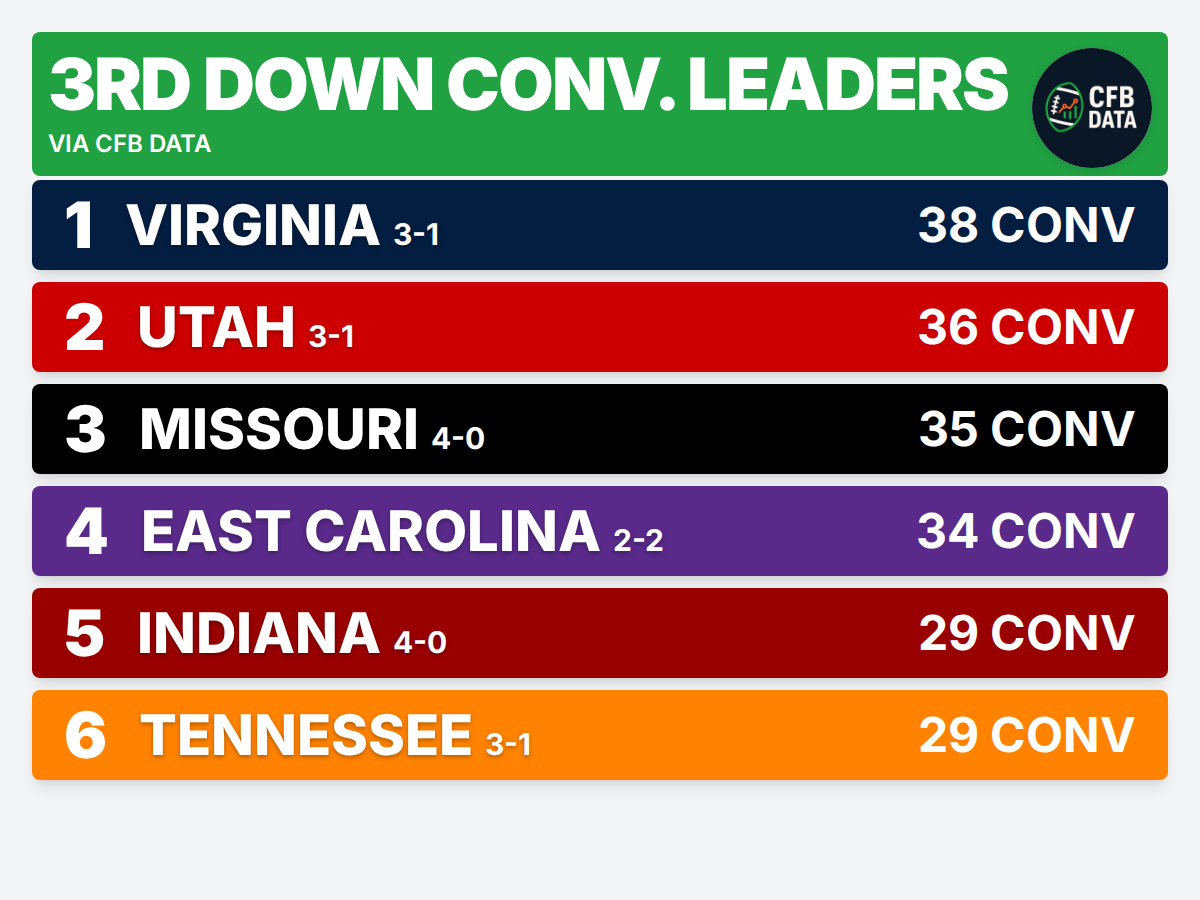 3RD DOWN CONV. LEADERS
VIA CFB DATA
CFB
DATA
1 VIRGINIA 3-1 38 CONV
2 UTAH 3-1 36 CONV
3 MISSOURI 4-0 35 CONV
4 EAST CAROLINA 2-2 34 CONV
5 INDIANA 4-0 29 CONV
6 TENNESSEE 3-1 29 CONV